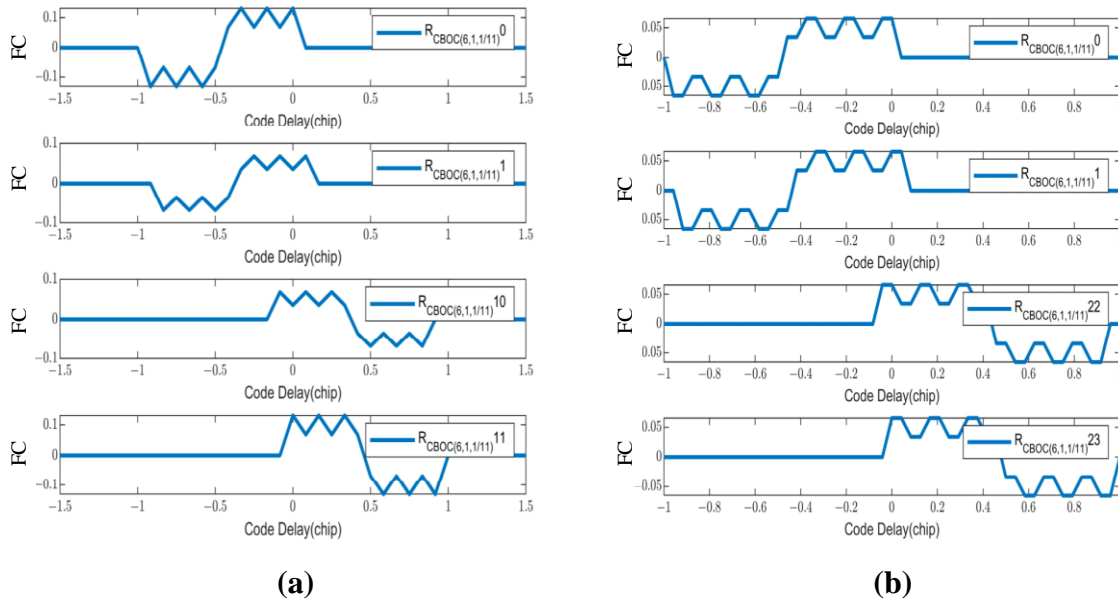 FC
0.1
0
−0.1
R_CBOC(6,1,1/11)0
−1.5 −1 −0.5 0 0.5 1 1.5
Code Delay(chip)
FC
0.1
0
−0.1
R_CBOC(6,1,1/11)1
−1.5 −1 −0.5 0 0.5 1 1.5
Code Delay(chip)
FC
0.1
0
−0.1
R_CBOC(6,1,1/11)10
−1.5 −1 −0.5 0 0.5 1 1.5
Code Delay(chip)
FC
0.1
0
−0.1
R_CBOC(6,1,1/11)11
−1.5 −1 −0.5 0 0.5 1 1.5
Code Delay(chip)
(a)
FC
0.05
0
0.05
R_CBOC(6,1,1/11)0
−1 −0.8 −0.6 −0.4 −0.2 0 0.2 0.4 0.6 0.8 1
Code Delay(chip)
FC
0.05
0
0.05
R_CBOC(6,1,1/11)1
−1 −0.8 −0.6 −0.4 −0.2 0 0.2 0.4 0.6 0.8 1
Code Delay(chip)
FC
0.05
0
0.05
R_CBOC(6,1,1/11)22
−1 −0.8 −0.6 −0.4 −0.2 0 0.2 0.4 0.6 0.8 1
Code Delay(chip)
FC
0.05
0
−0.05
R_CBOC(6,1,1/11)23
−1 −0.8 −0.6 −0.4 −0.2 0 0.2 0.4 0.6 0.8 1
Code Delay(chip)
(b)